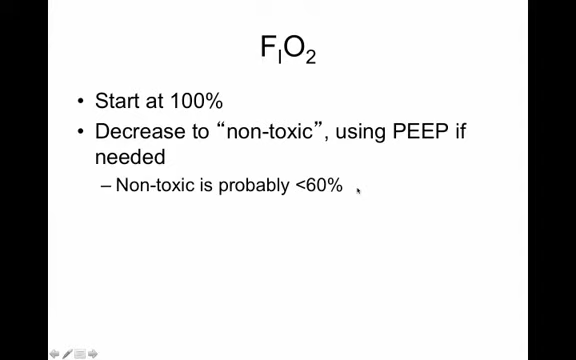 FIO2
• Start at 100%
• Decrease to “non-toxic”, using PEEP if
needed
– Non-toxic is probably <60%